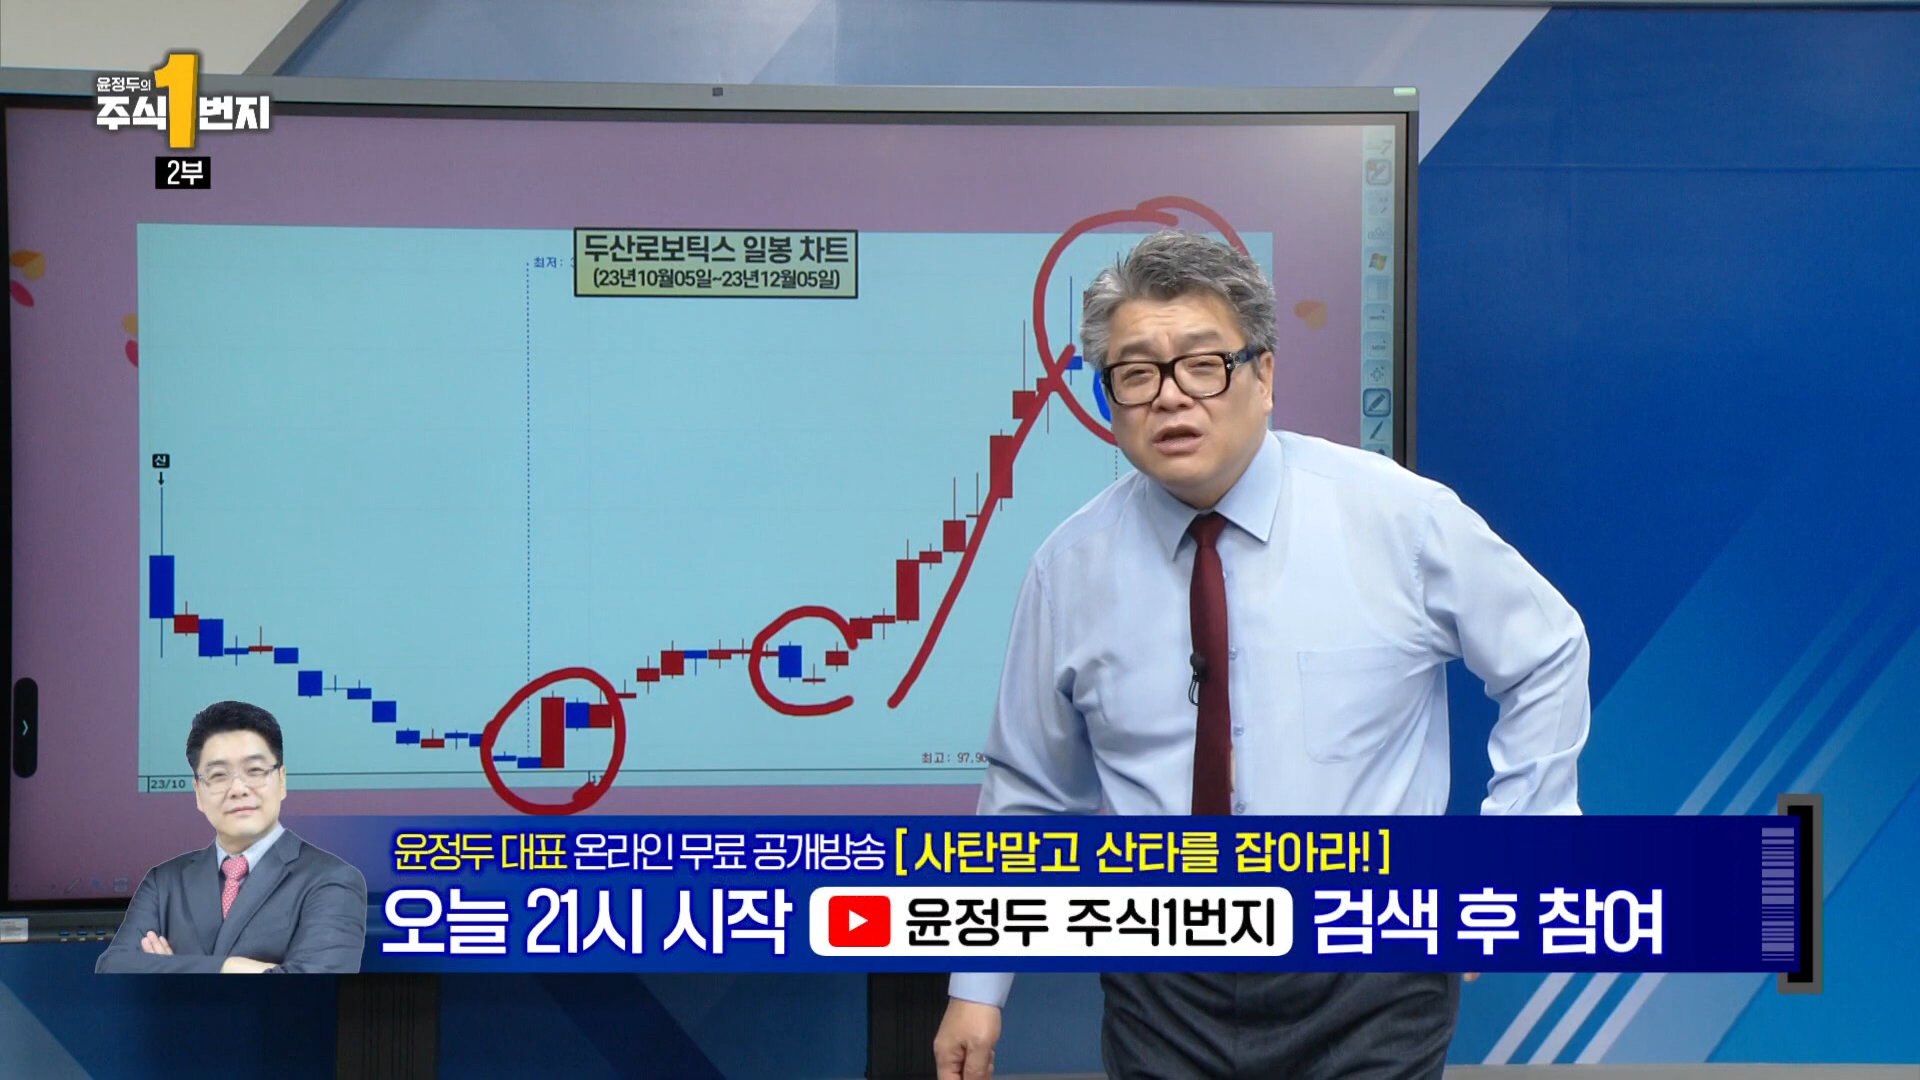 윤정두의
주식1번지
2부
두산로보틱스 일봉 차트
(23년10월05일~23년12월05일)
최저:
신
최고: 97.90
23/10
윤정두 대표 온라인 무료 공개방송 [사탄말고 산타를 잡아라!]
오늘 21시 시작 윤정두 주식1번지 검색 후 참여